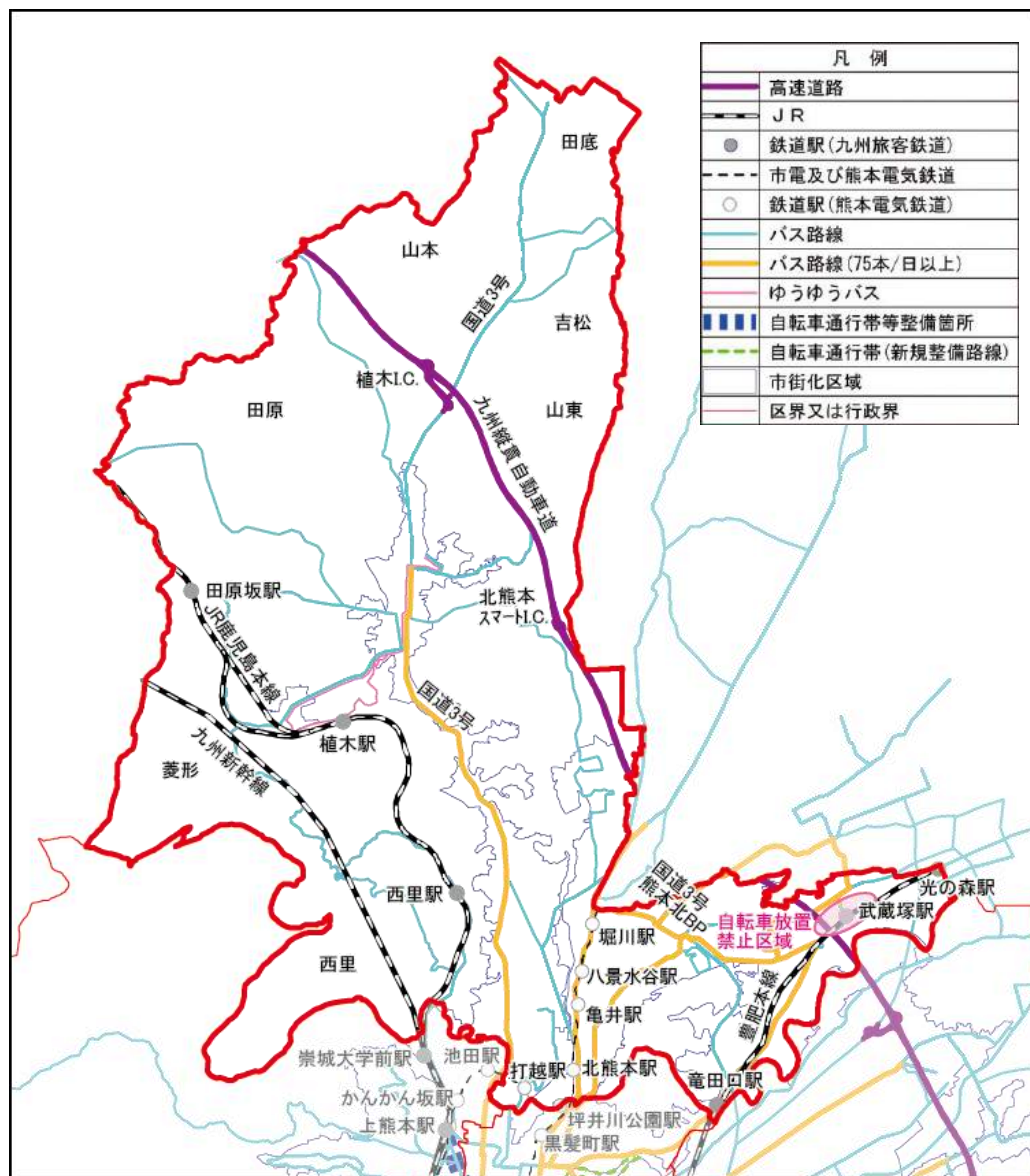 凡 例
高速道路
JR
鉄道駅(九州旅客鉄道)
市電及び熊本電気鉄道
鉄道駅(熊本電気鉄道)
バス路線
バス路線(75本/日以上)
ゆうゆうバス
自転車通行帯等整備箇所
自転車通行帯(新規整備路線)
市街化区域
区界又は行政界
田底
山本
国道3号
吉松
植木I.C.
田原
山東
九州縦貫自動車道
田原坂駅
北熊本
スマートI.C.
JR鹿児島本線
国道3号
植木駅
九州新幹線
菱形
西里駅
国道3号
熊本北BP
光の森駅
自転車放置
禁止区域
武蔵塚駅
堀川駅
西里
八景水谷駅
豊肥本線
亀井駅
崇城大学前駅
池田駅
打越駅
北熊本駅
竜田口駅
かんかん坂駅
坪井川公園駅
上熊本駅
黒髪町駅